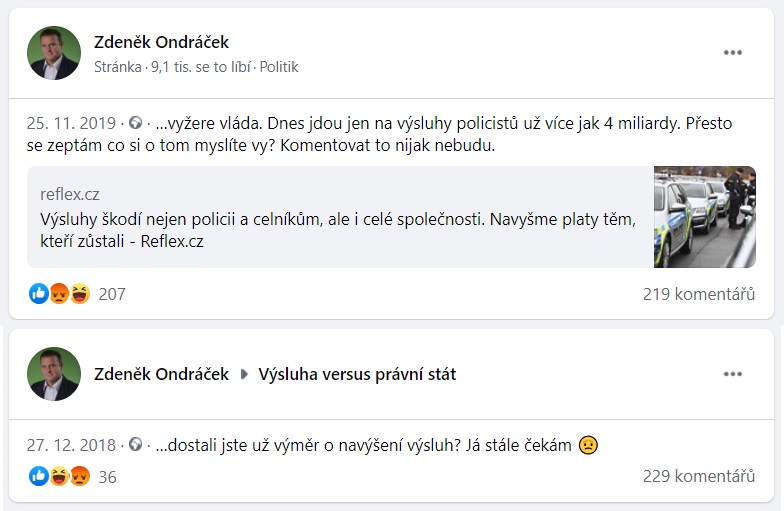 Zdeněk Ondráček
Stránka · 9,1 tis. se to líbí · Politik
25. 11. 2019 · · ...vyžere vláda. Dnes jdou jen na výsluhy policistů už více jak 4 miliardy. Přesto
se zeptám co si o tom myslíte vy? Komentovat to nijak nebudu.
reflex.cz
Výsluhy škodí nejen policii a celníkům, ale i celé společnosti. Navyšme platy těm,
kteří zůstali - Reflex.cz
207
219 komentářů
Zdeněk Ondráček Výsluha versus právní stát
27. 12. 2018 · · ...dostali jste už výměr o navýšení výsluh? Já stále čekám 😟
36
229 komentářů